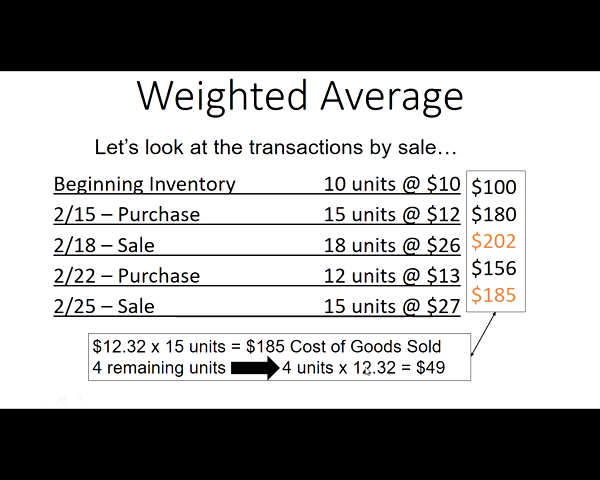 Weighted Average
Let's look at the transactions by sale…
Beginning Inventory 10 units @ $10 $100
2/15 – Purchase 15 units @ $12 $180
2/18 – Sale 18 units @ $26 $202
2/22 – Purchase 12 units @ $13 $156
2/25 – Sale 15 units @ $27 $185
$12.32 x 15 units = $185 Cost of Goods Sold
4 remaining units 4 units x 12.32 = $49